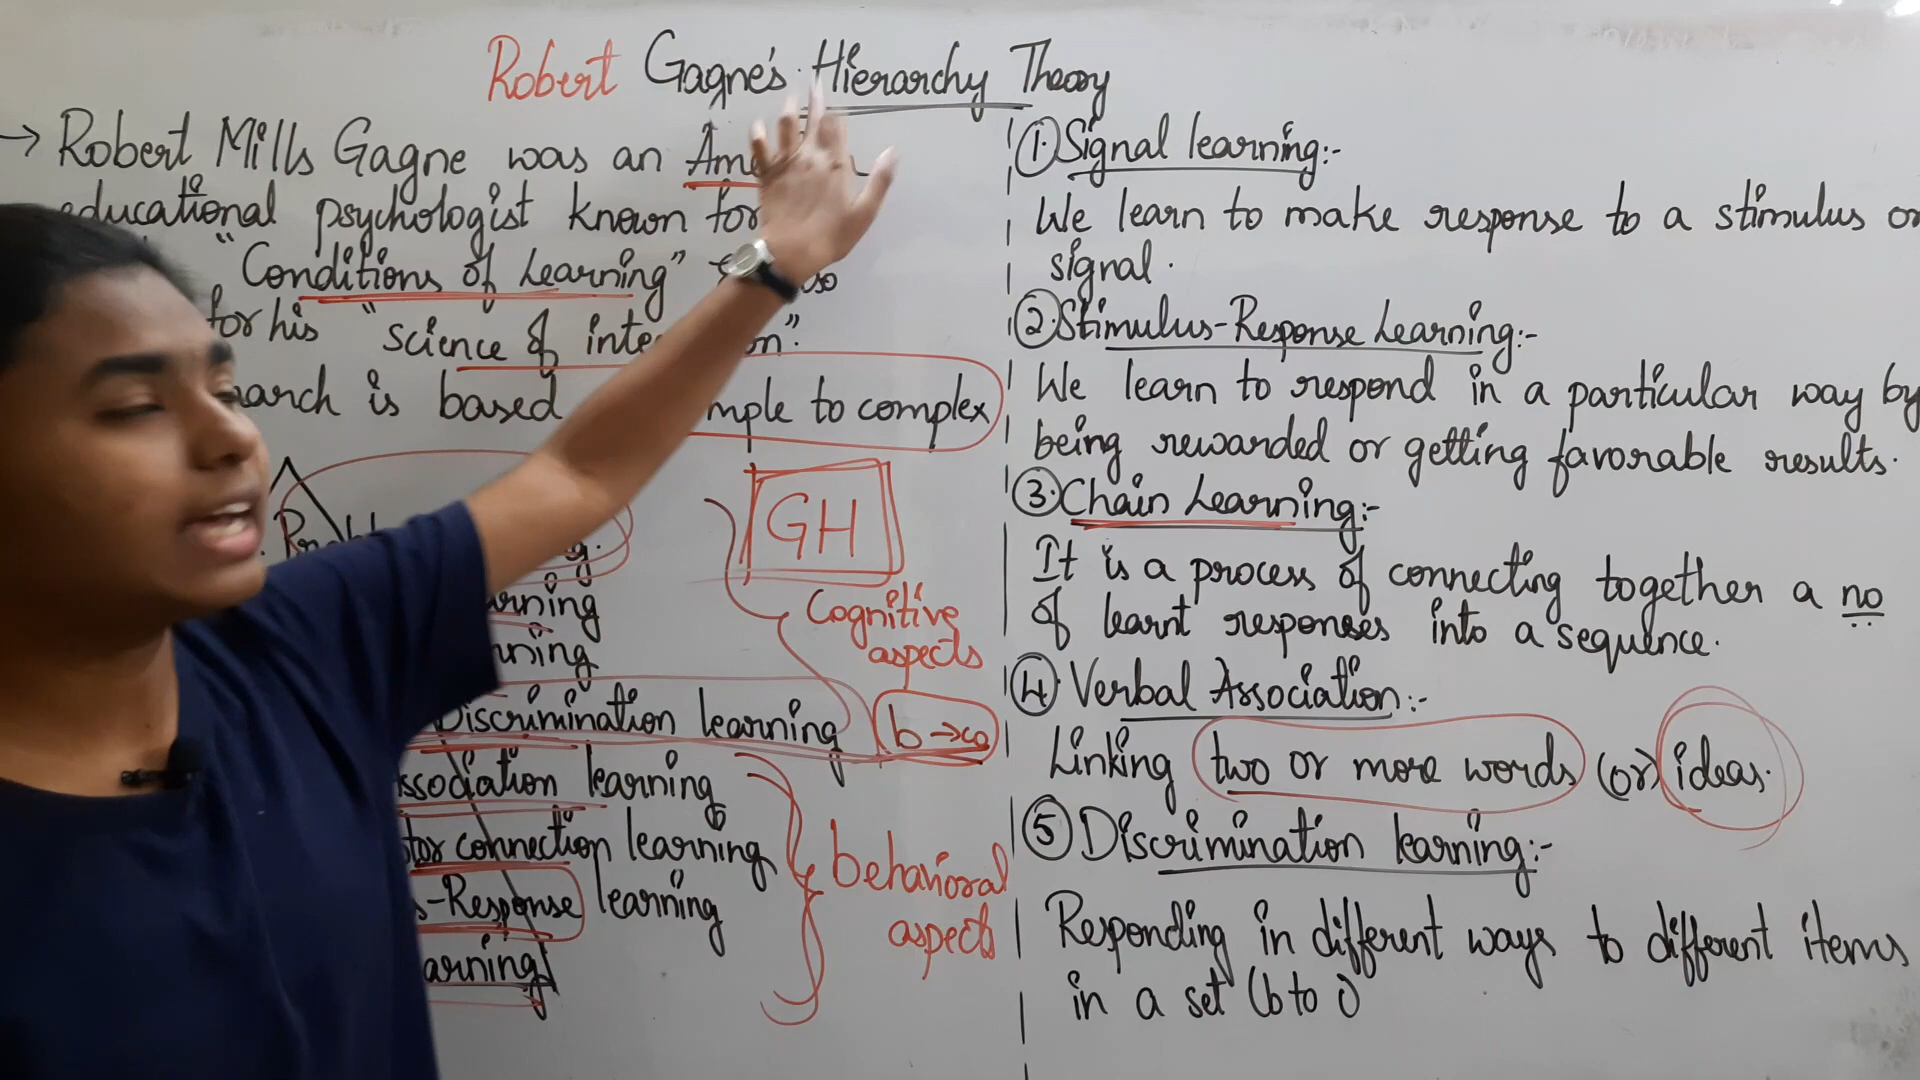 Robert Gagne's Hierarchy Theory
→ Robert Mills Gagne was an
educational psychologist known for
"Conditions of Learning"
for his "science of
is based mple to complex
GH
Cognitive
aspects
Discrimination learning
b → co
ssociation learning
tor connection learning
s-Response learning
arning
behavioral
aspects
① Signal learning:-
We learn to make response to a stimulus or
signal.
② Stimulus-Response Learning:-
We learn to respond in a particular way by
being rewarded or getting favorable results.
③ Chain Learning:-
It is a process of connecting together a no
of learnt responses into a sequence.
④ Verbal Association:-
Linking two or more words (or) ideas.
⑤ Discrimination learning:-
Responding in different ways to different items
in a set (b to c)